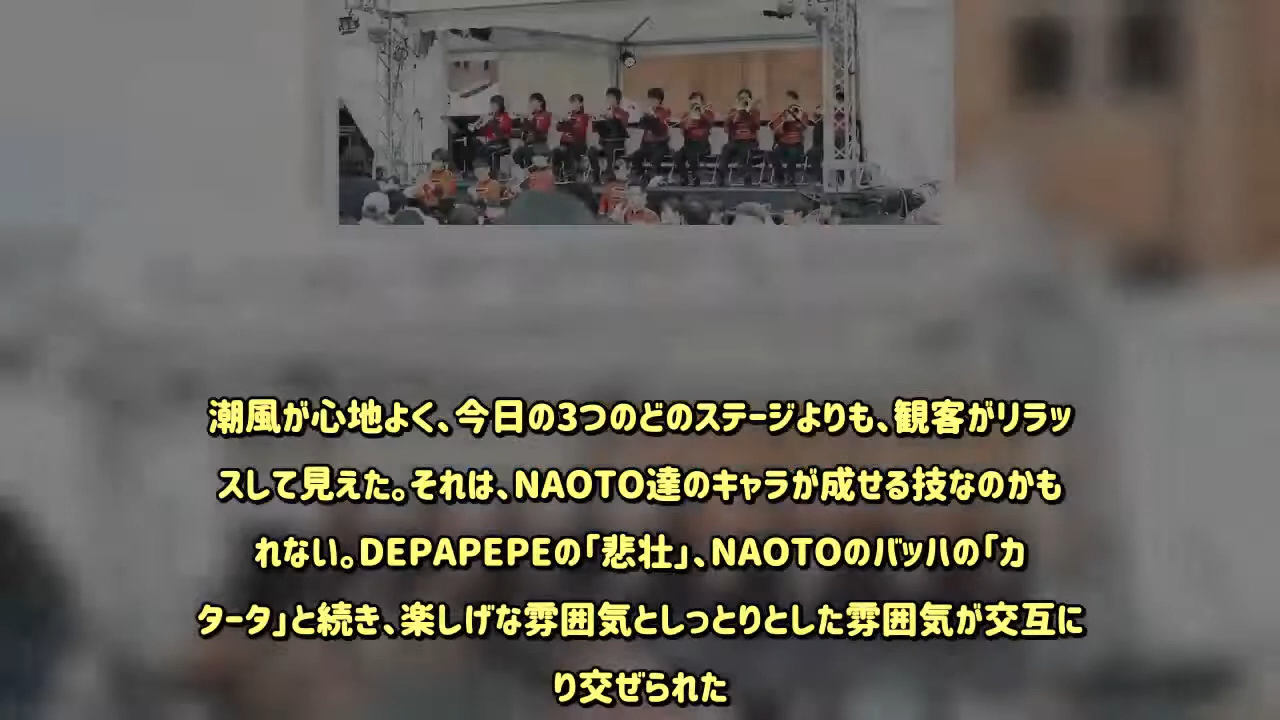 潮風が心地よく、今日の3つのどのステージよりも、観客がリラッ
スして見えた。それは、NAOTO達のキャラが成せる技なのかも
れない。DEPAPEPEの「悲壮」、NAOTOのバッハの「カ
タータ」と続き、楽しげな雰囲気としっとりとした雰囲気が交互に
り交ぜられた